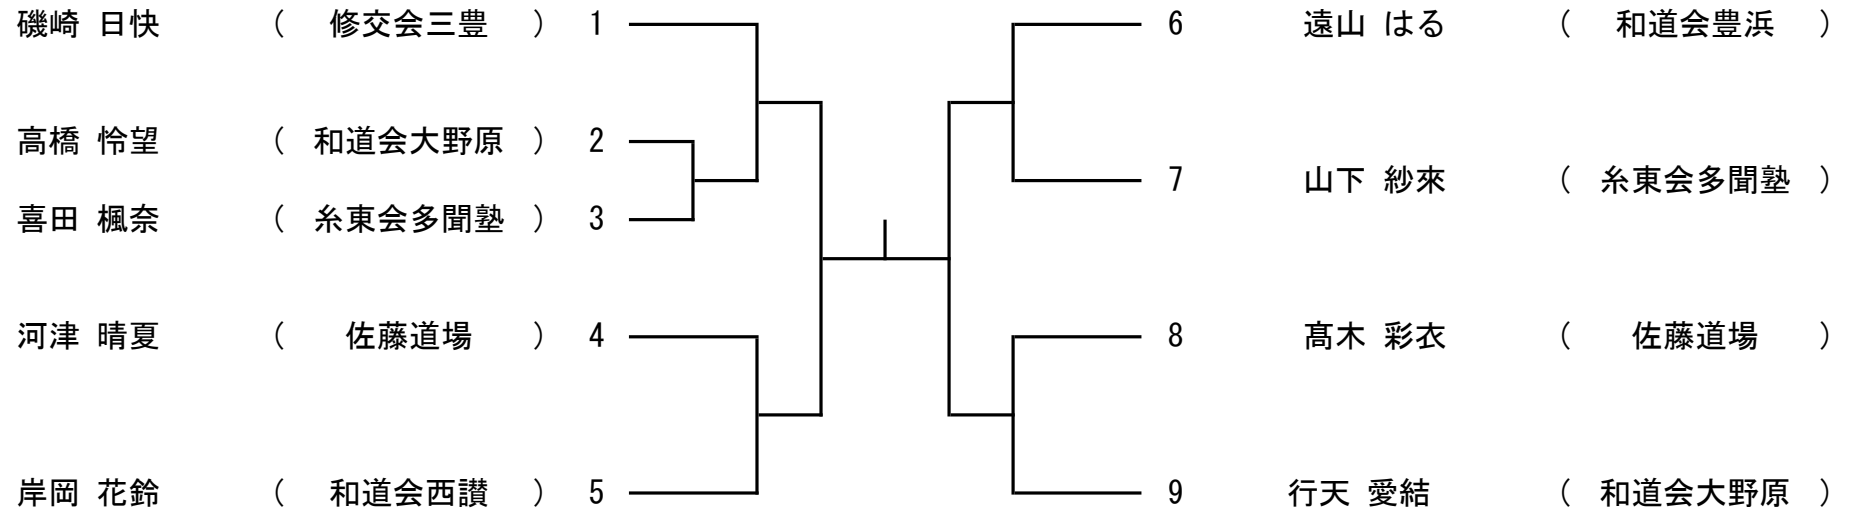 磯崎 日快 （ 修交会三豊 ） 1
6 遠山 はる （ 和道会豊浜 ）
高橋 怜望 （ 和道会大野原 ） 2
7 山下 紗來 （ 糸東会多聞塾 ）
喜田 楓奈 （ 糸東会多聞塾 ） 3
河津 晴夏 （ 佐藤道場 ） 4
8 髙木 彩衣 （ 佐藤道場 ）
岸岡 花鈴 （ 和道会西讃 ） 5
9 行天 愛結 （ 和道会大野原 ）